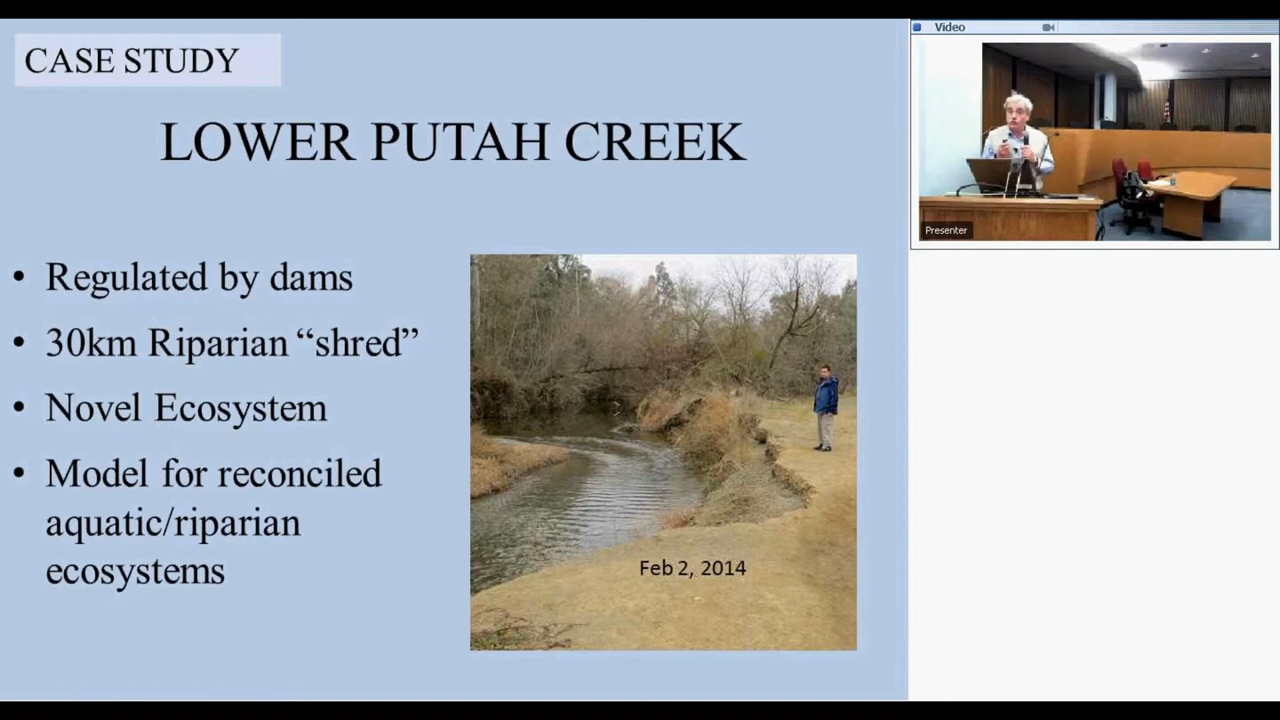 CASE STUDY
LOWER PUTAH CREEK
• Regulated by dams
• 30km Riparian “shred”
• Novel Ecosystem
• Model for reconciled
aquatic/riparian
ecosystems
Feb 2, 2014
Video
Presenter